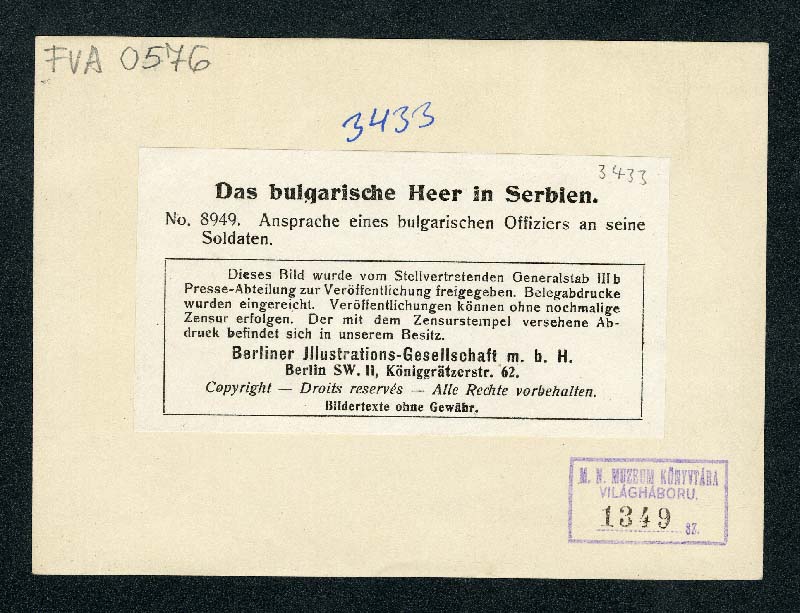 FVA 0576
3433
3433
Das bulgarische Heer in Serbien.
No. 8949. Ansprache eines bulgarischen Offiziers an seine
Soldaten.
Dieses Bild wurde vom Stellvertretenden Generalstab III b
Presse-Abteilung zur Veröffentlichung freigegeben. Belegabdrucke
wurden eingereicht. Veröffentlichungen können ohne nochmalige
Zensur erfolgen. Der mit dem Zensurstempel versehene Ab-
druck befindet sich in unserem Besitz.
Berliner Jllustrations-Gesellschaft m. b. H.
Berlin SW. 11, Königgrätzerstr. 62.
Copyright — Droits reservés — Alle Rechte vorbehalten.
Bildertexte ohne Gewähr.
M. N. MUZEUM KÖNYVTÁRA
VILÁGHÁBORU.
1349 SZ.